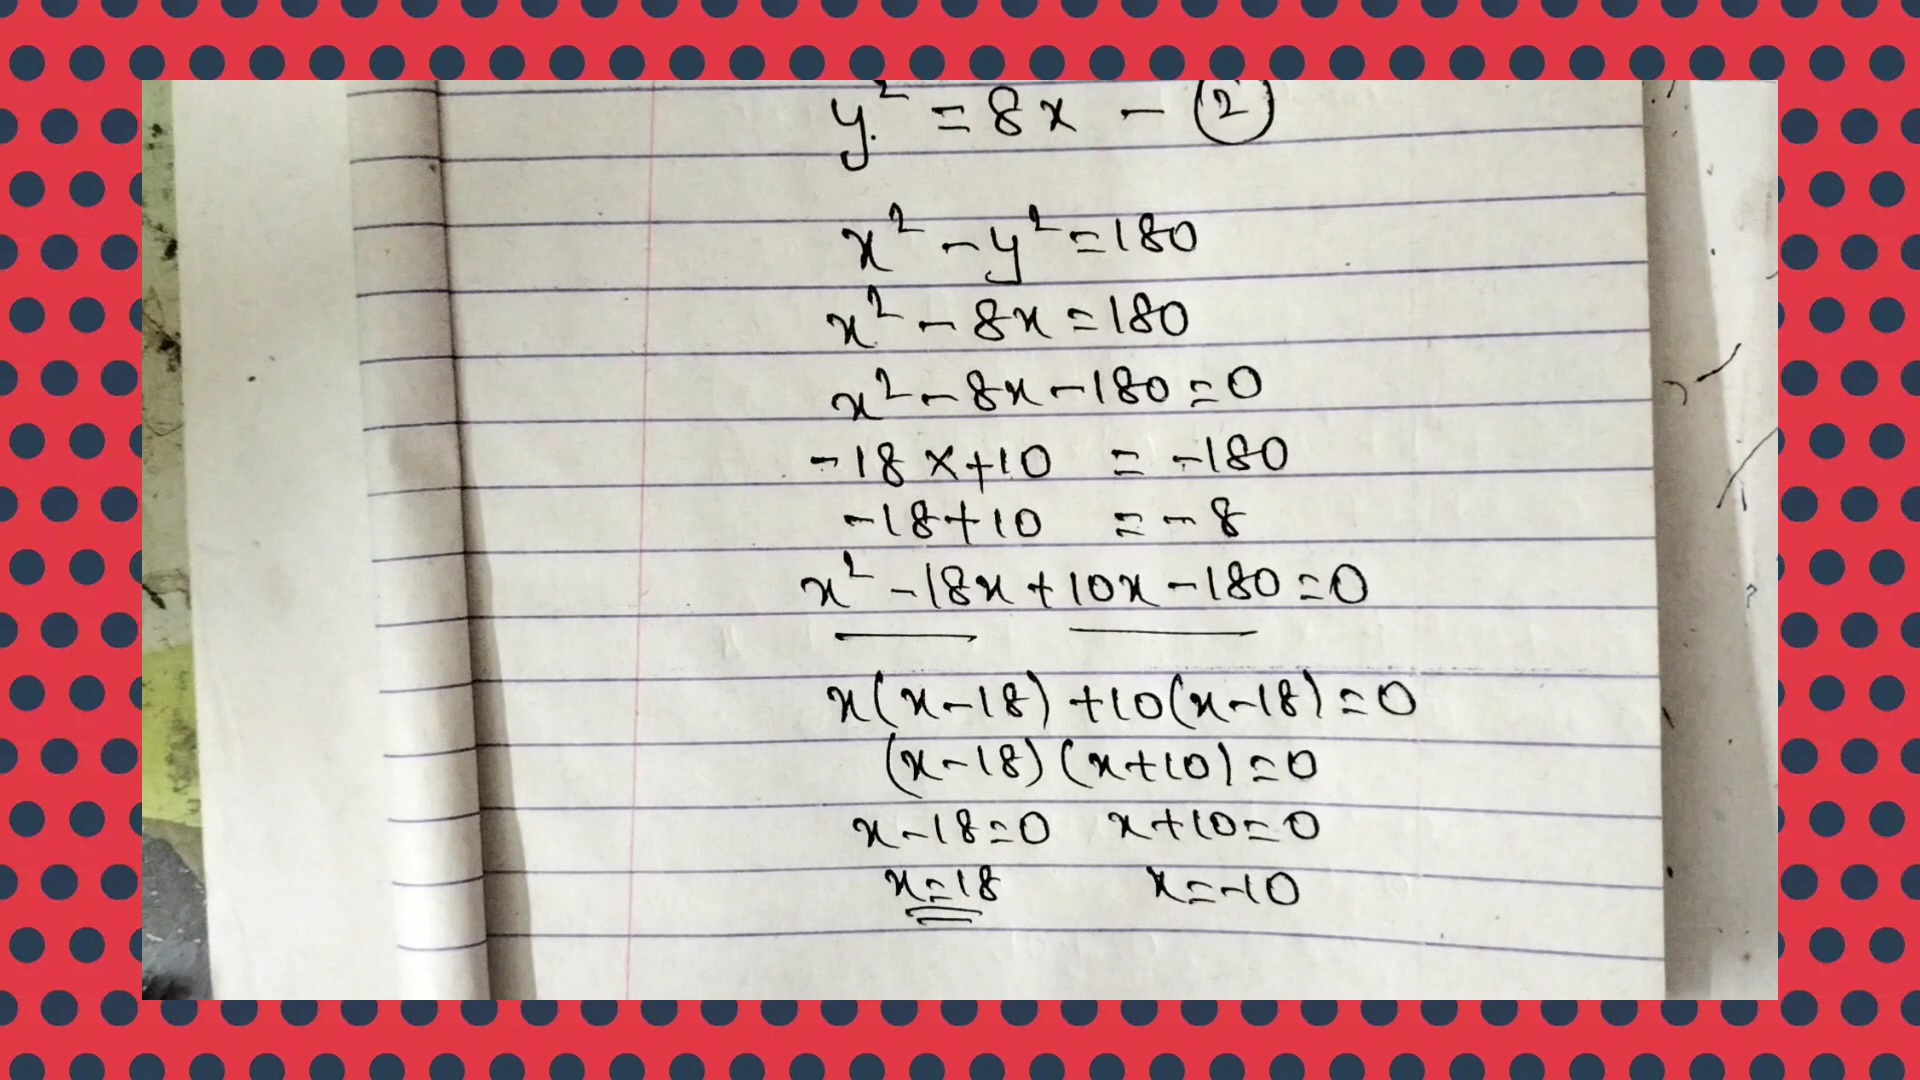 y² = 8x - ②
x² - y² = 180
x² - 8x = 180
x² - 8x - 180 = 0
-18 × +10 = -180
-18 + 10 = -8
x² - 18x + 10x - 180 = 0
x(x-18) + 10(x-18) = 0
(x-18) (x+10) = 0
x - 18 = 0 x + 10 = 0
x = 18 x = -10